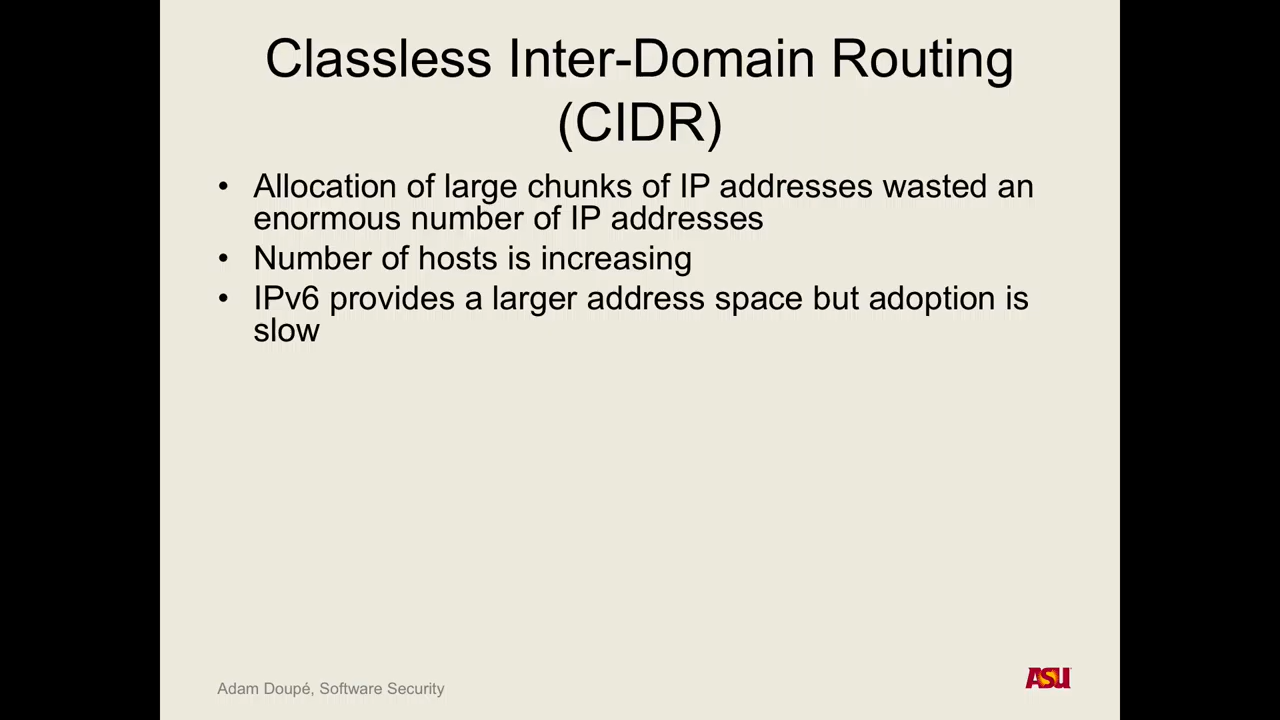 Classless Inter-Domain Routing
(CIDR)
• Allocation of large chunks of IP addresses wasted an
enormous number of IP addresses
• Number of hosts is increasing
• IPv6 provides a larger address space but adoption is
slow
Adam Doupé, Software Security
ASU